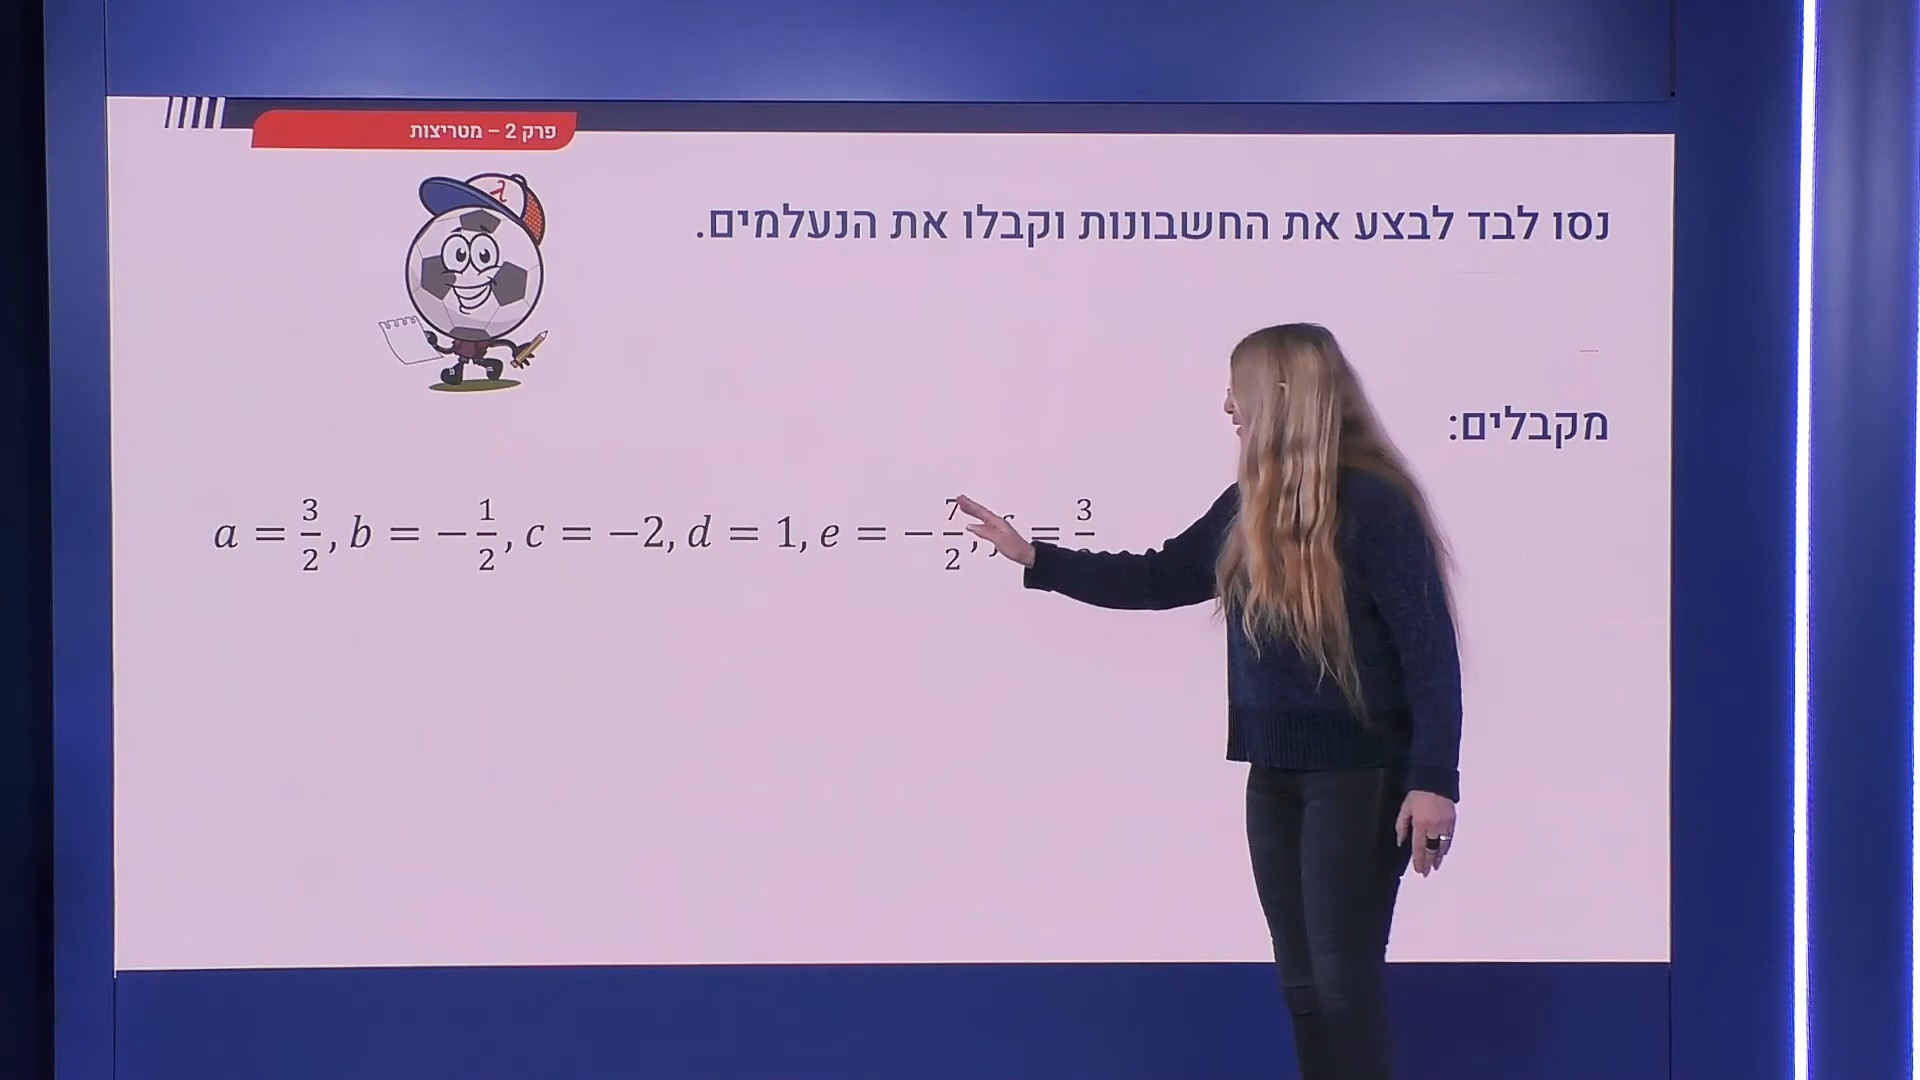 פרק 2 – מטריצות
נסו לבד לבצע את החשבונות וקבלו את הנעלמים.
מקבלים:
a = 3/2, b = −1/2, c = −2, d = 1, e = −7/2, = 3